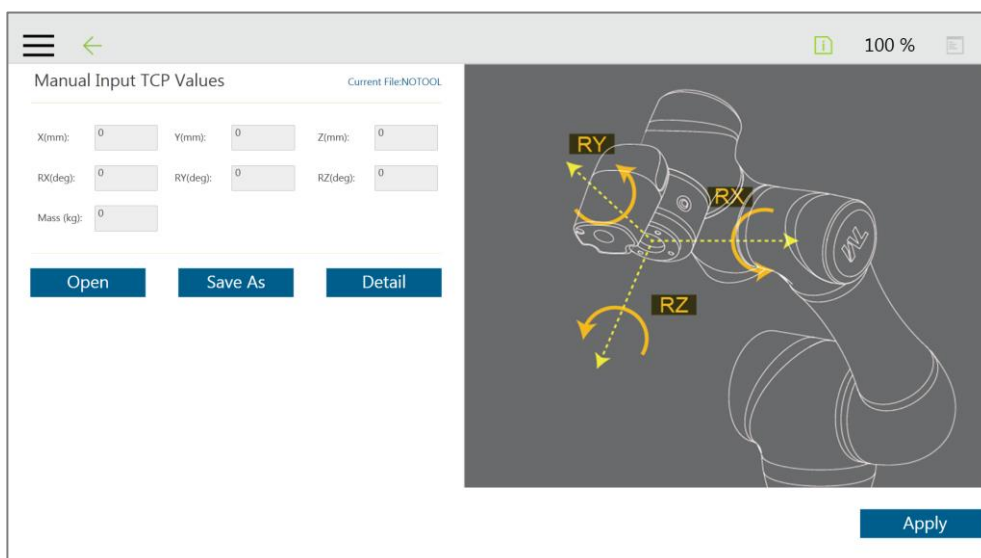 100 %
Manual Input TCP Values Current File:NOTOOL
X(mm): 0 Y(mm): 0 Z(mm): 0
RX(deg): 0 RY(deg): 0 RZ(deg): 0
Mass (kg): 0
Open Save As Detail
RY
RX
RZ
Apply